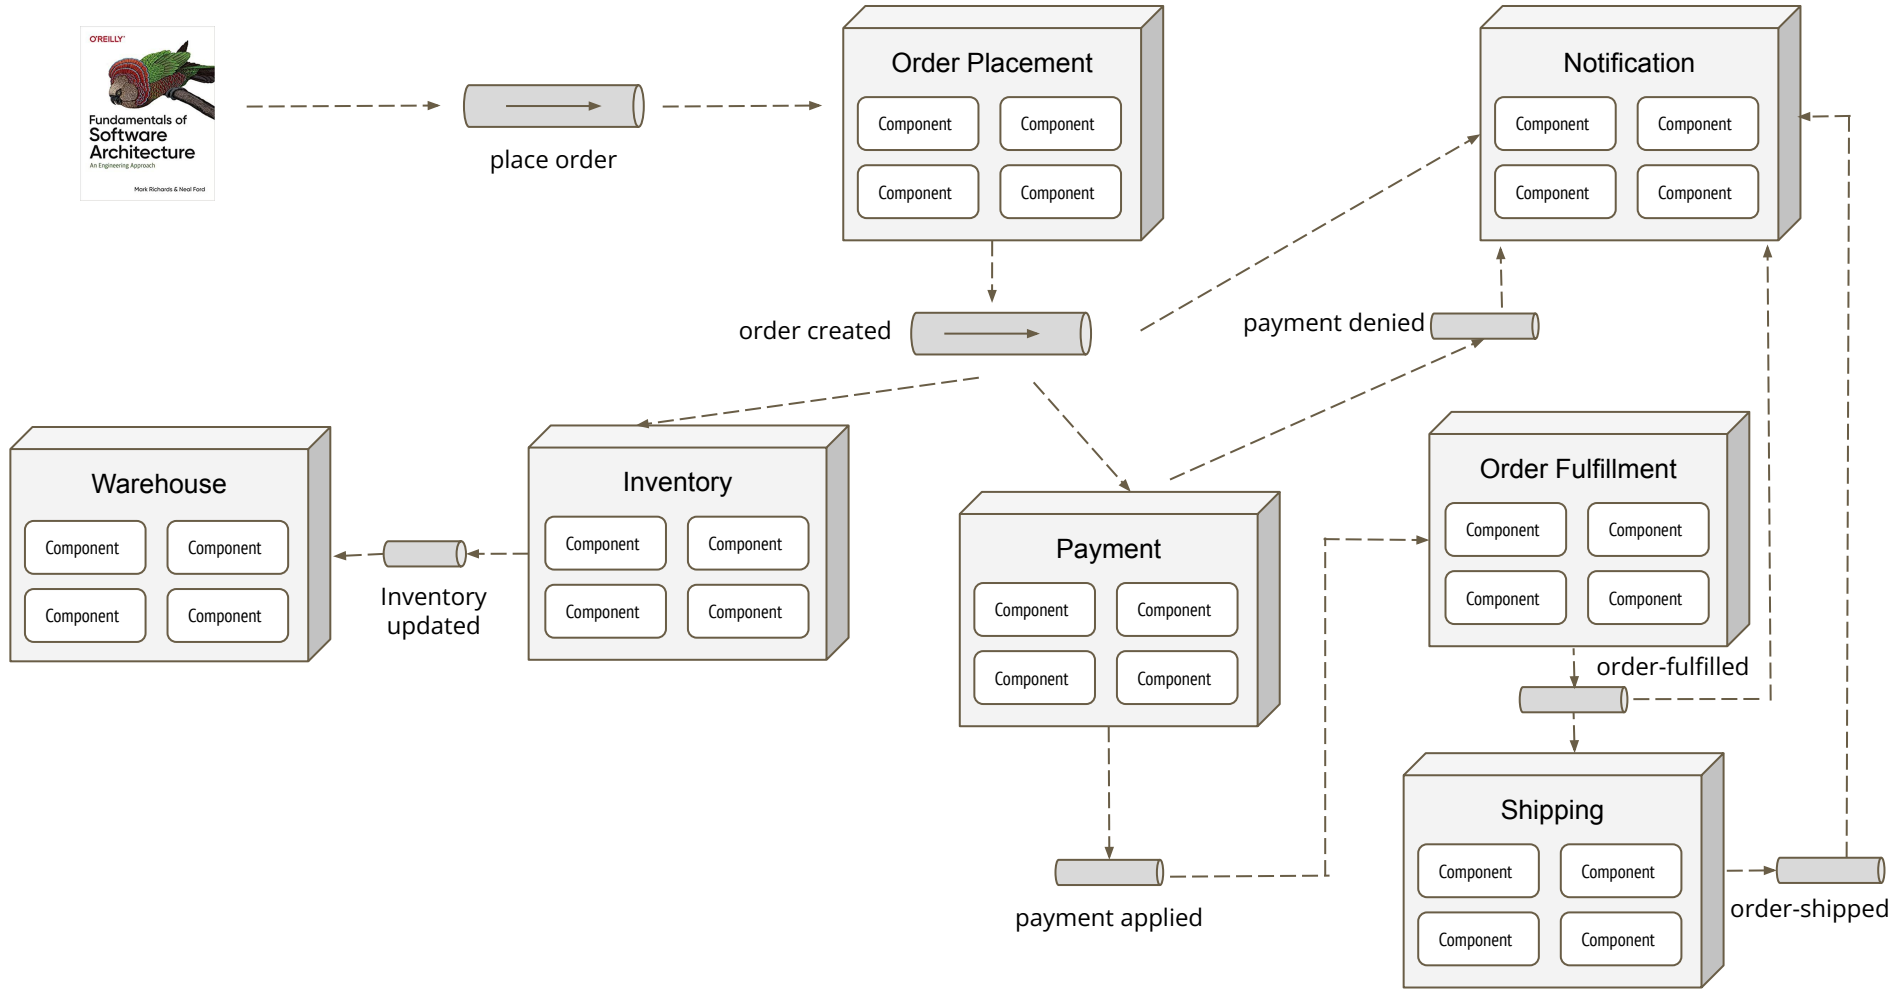 O'REILLY®
Fundamentals of
Software
Architecture
An Engineering Approach
Mark Richards & Neal Ford
place order
Order Placement
Component Component
Component Component
Notification
Component Component
Component Component
order created
payment denied
Warehouse
Component Component
Component Component
Inventory
updated
Inventory
Component Component
Component Component
Payment
Component Component
Component Component
payment applied
Order Fulfillment
Component Component
Component Component
order-fulfilled
Shipping
Component Component
Component Component
order-shipped